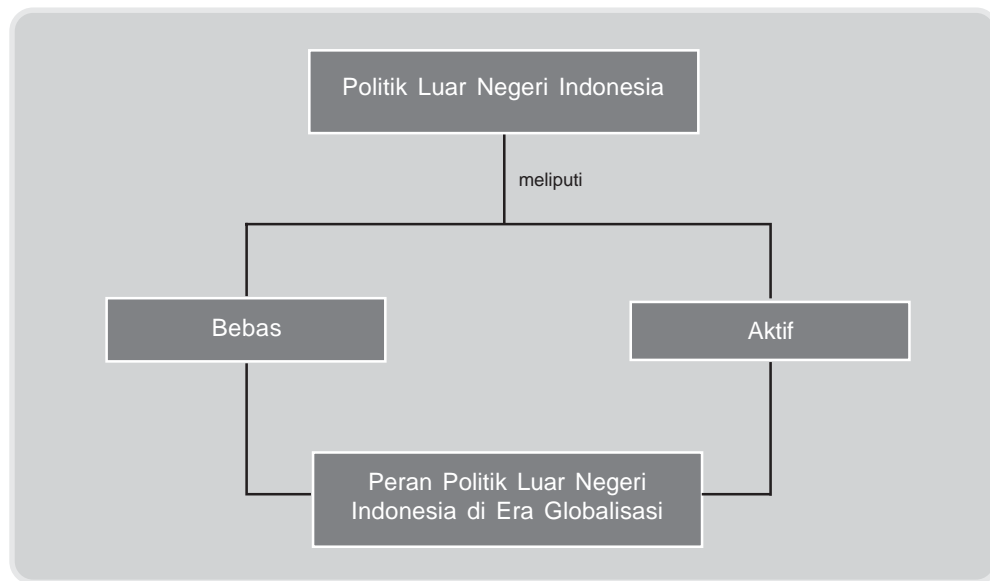 Politik Luar Negeri Indonesia
meliputi
Bebas
Aktif
Peran Politik Luar Negeri
Indonesia di Era Globalisasi